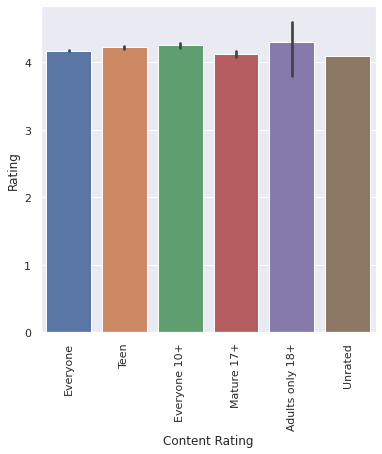 4
3
2
1
0
Rating
Everyone
Teen
Everyone 10+
Mature 17+
Adults only 18+
Unrated
Content Rating